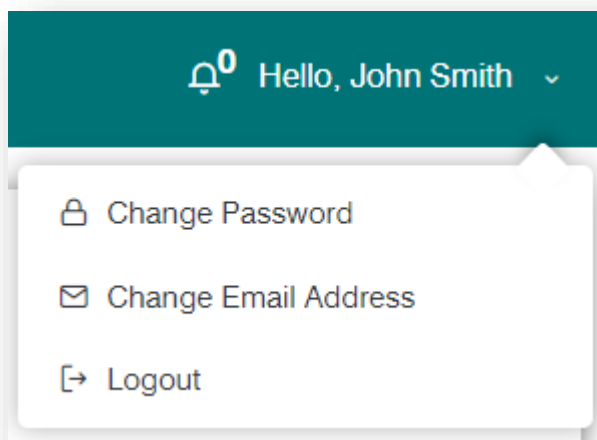 0 Hello, John Smith
Change Password
Change Email Address
Logout